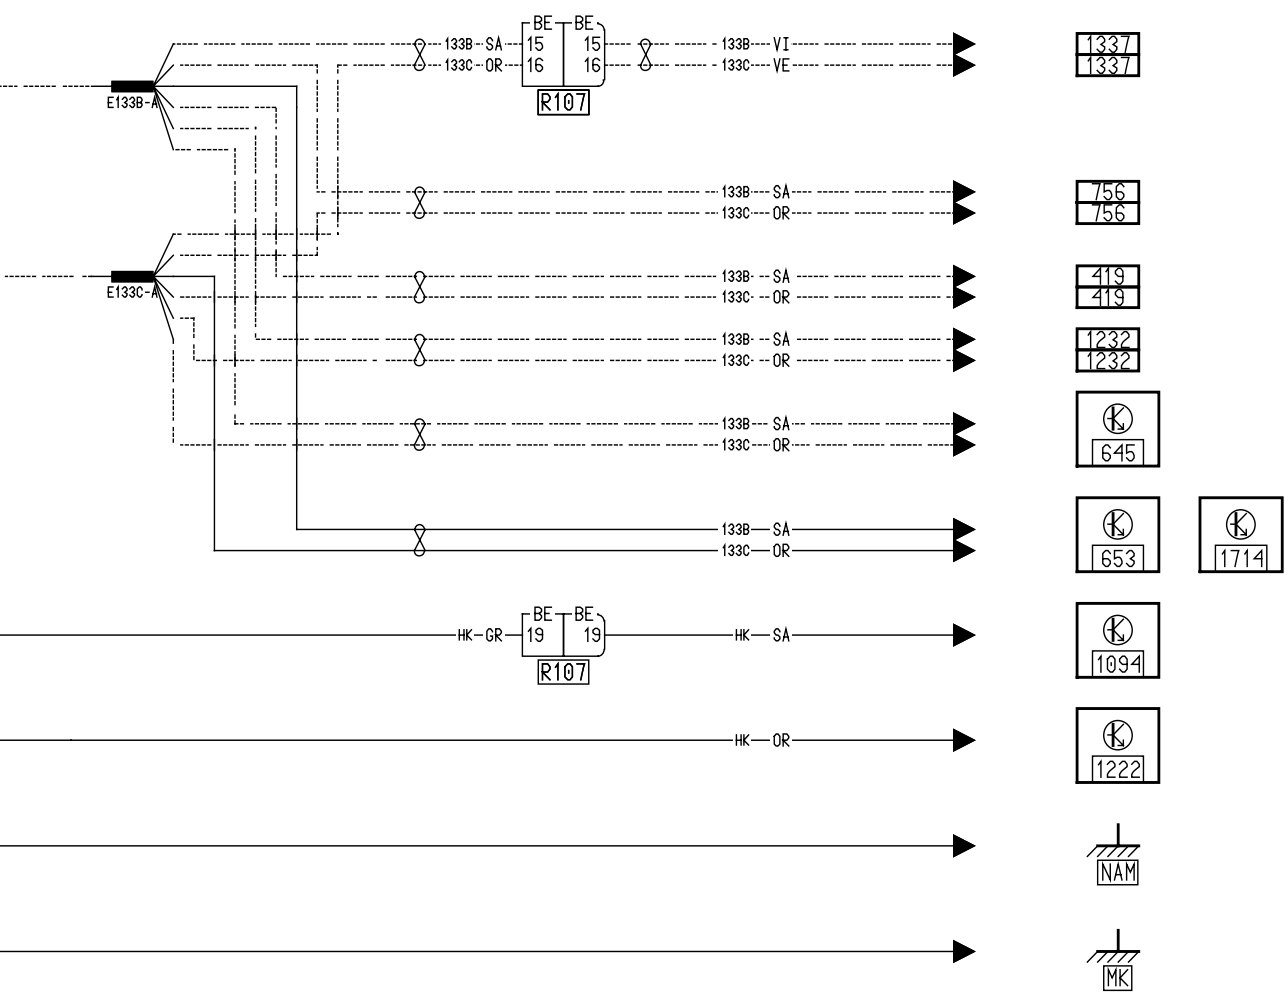 BE BE
133B SA 15 15 133B VI 1337
133C OR 16 16 133C VE 1337
E133B-A
R107
133B SA 756
133C OR 756
133B SA 419
E133C-A 133C OR 419
133B SA 1232
133C OR 1232
133B SA
133C OR 645
133B SA
133C OR 653 1714
BE BE
HK GR 19 19 HK SA
R107 1094
HK OR
1222
NAM
MK